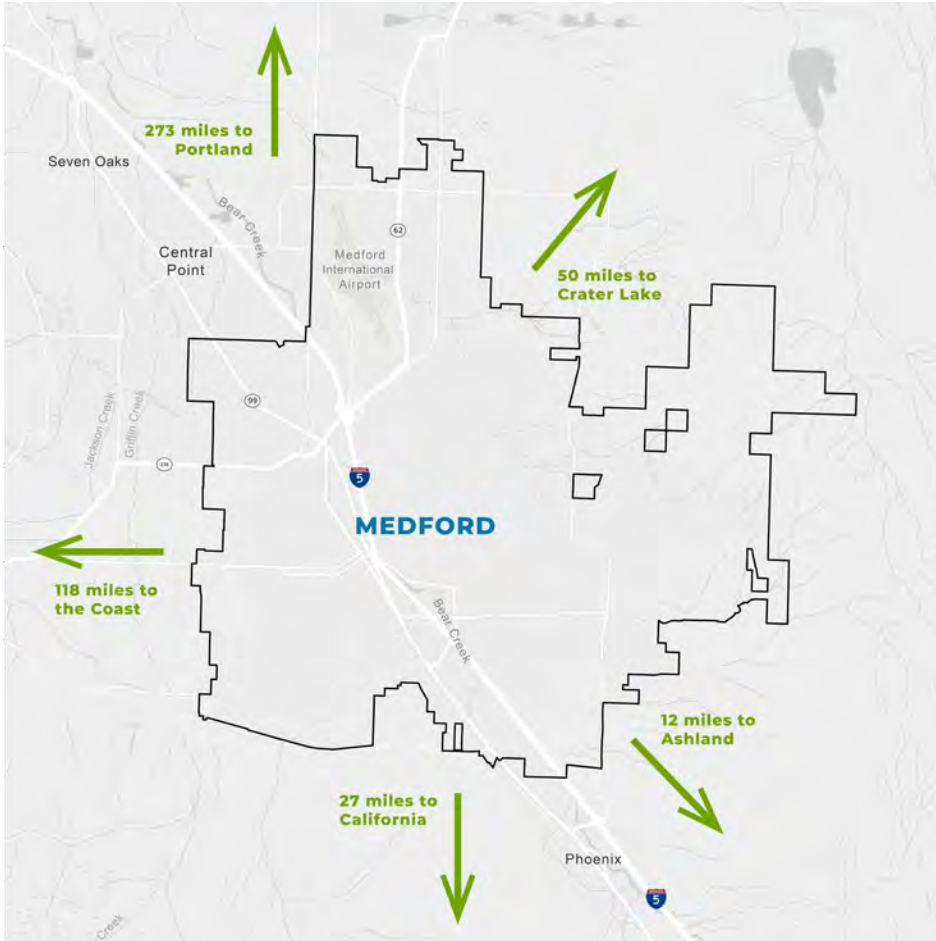 273 miles to
Portland
Seven Oaks
Bear Creek
62
Central
Point
Medford
International
Airport
50 miles to
Crater Lake
99
Jackson Creek
Griffin Creek
238
5
MEDFORD
118 miles to
the Coast
Bear Creek
12 miles to
Ashland
27 miles to
California
Phoenix
5
Coleman Creek